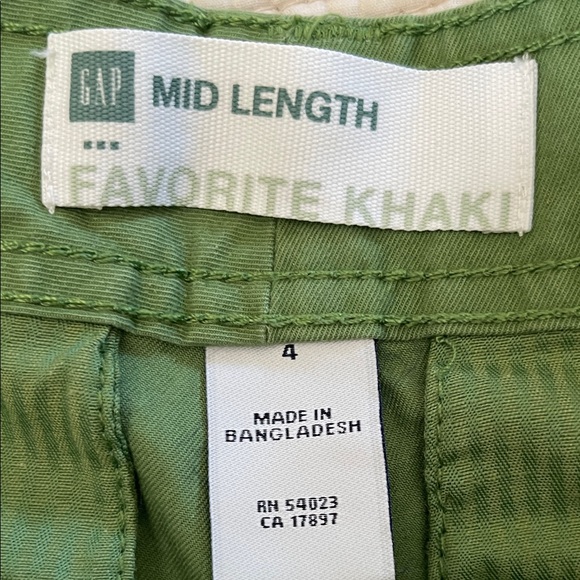 GAP
MID LENGTH
FAVORITE KHAKI
4
MADE IN
BANGLADESH
RN 54023
CA 17897